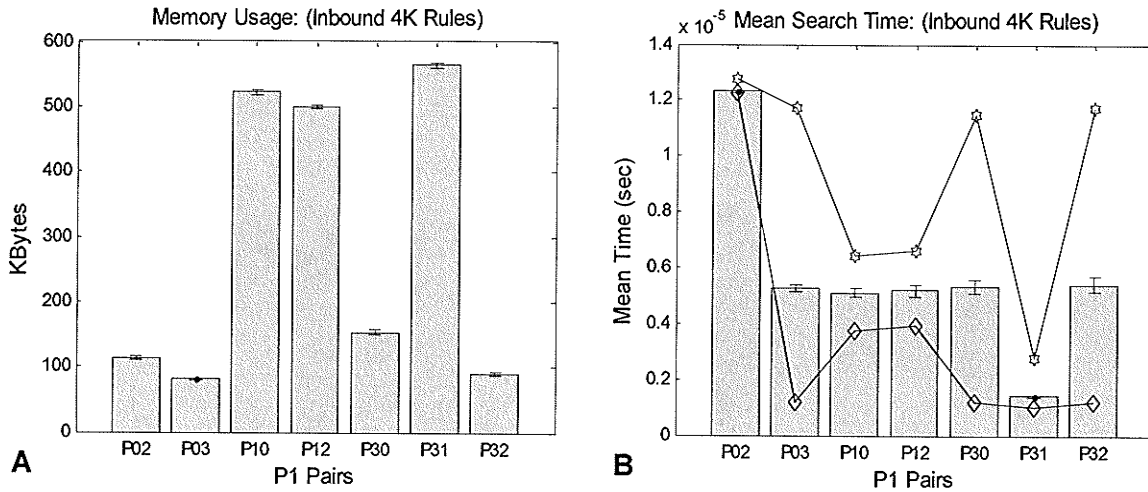 Memory Usage: (Inbound 4K Rules)
600
500
400
300
200
100
0
KBytes
P02 P03 P10 P12 P30 P31 P32
P1 Pairs
A
x 10⁻⁵ Mean Search Time: (Inbound 4K Rules)
1.4
1.2
1
0.8
0.6
0.4
0.2
0
Mean Time (sec)
P02 P03 P10 P12 P30 P31 P32
P1 Pairs
B